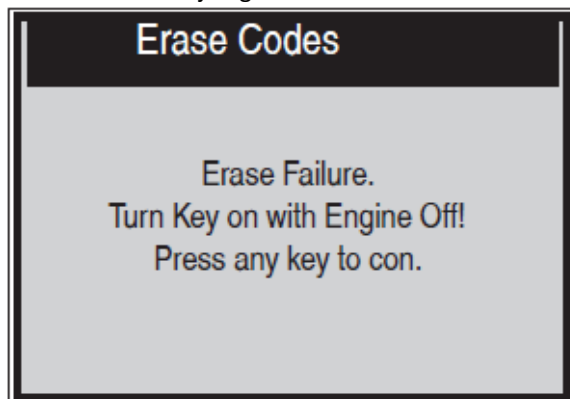 Erase Codes
Erase Failure.
Turn Key on with Engine Off!
Press any key to con.